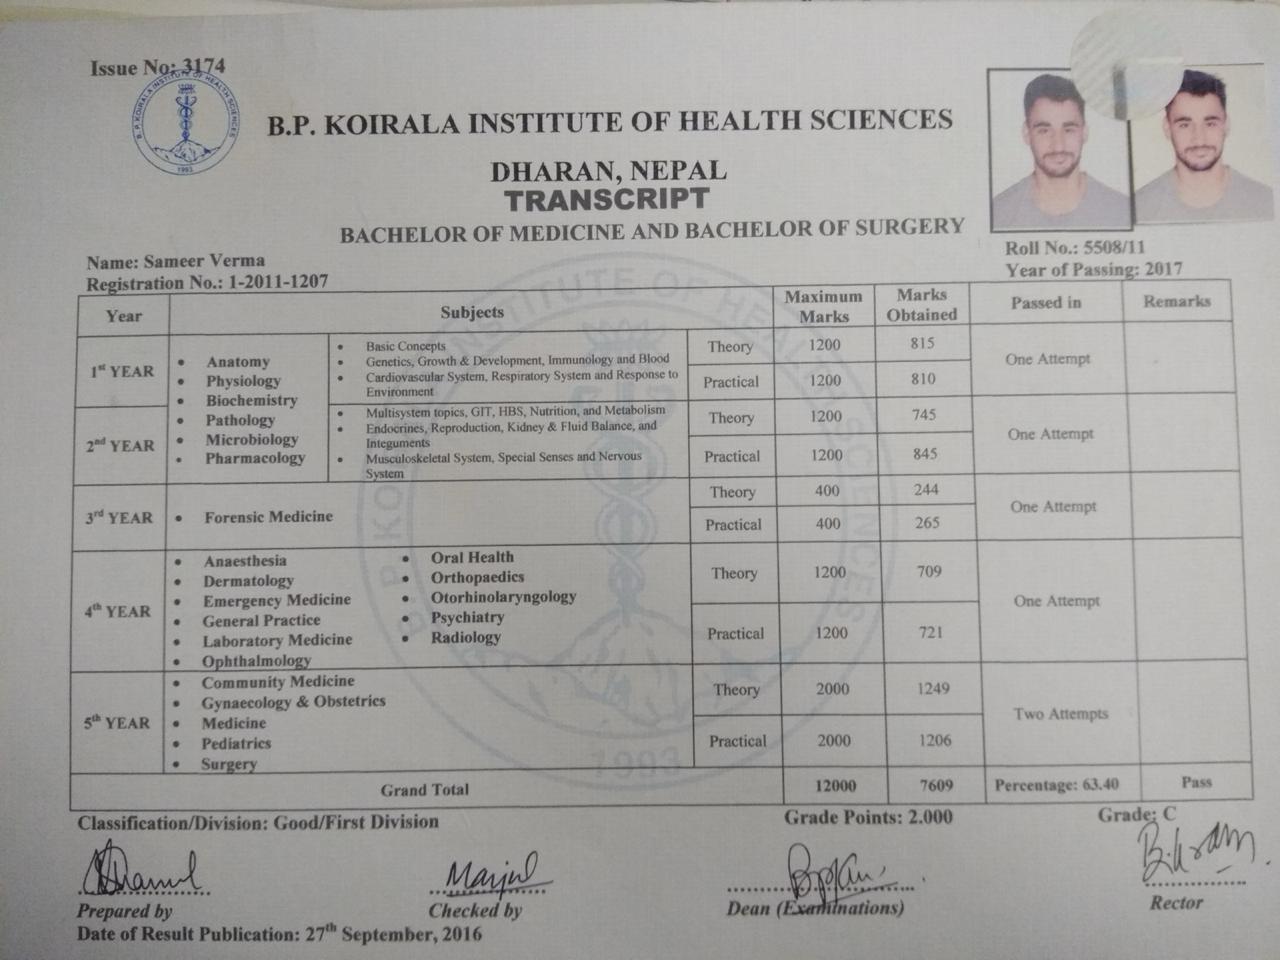 Issue No: 3174
B.P. KOIRALA INSTITUTE OF HEALTH SCIENCES
1993
B.P. KOIRALA INSTITUTE OF HEALTH SCIENCES
DHARAN, NEPAL
TRANSCRIPT
BACHELOR OF MEDICINE AND BACHELOR OF SURGERY
Name: Sameer Verma
Roll No.: 5508/11
Registration No.: 1-2011-1207
Year of Passing: 2017
Year Subjects Maximum Marks Marks Obtained Passed in Remarks
1st YEAR
• Anatomy
• Physiology
• Biochemistry
• Pathology
• Microbiology
• Pharmacology
• Basic Concepts
• Genetics, Growth & Development, Immunology and Blood
• Cardiovascular System, Respiratory System and Response to
Environment
Theory 1200 815
Practical 1200 810
One Attempt
2nd YEAR
• Multisystem topics, GIT, HBS, Nutrition, and Metabolism
• Endocrines, Reproduction, Kidney & Fluid Balance, and
Integuments
• Musculoskeletal System, Special Senses and Nervous
System
Theory 1200 745
Practical 1200 845
One Attempt
3rd YEAR
• Forensic Medicine
Theory 400 244
Practical 400 265
One Attempt
4th YEAR
• Anaesthesia
• Dermatology
• Emergency Medicine
• General Practice
• Laboratory Medicine
• Ophthalmology
• Oral Health
• Orthopaedics
• Otorhinolaryngology
• Psychiatry
• Radiology
Theory 1200 709
Practical 1200 721
One Attempt
5th YEAR
• Community Medicine
• Gynaecology & Obstetrics
• Medicine
• Pediatrics
• Surgery
Theory 2000 1249
Practical 2000 1206
Two Attempts
1993
Grand Total 12000 7609 Percentage: 63.40 Pass
Classification/Division: Good/First Division Grade Points: 2.000 Grade: C
Prepared by
Checked by
Dean (Examinations)
Rector
Date of Result Publication: 27th September, 2016